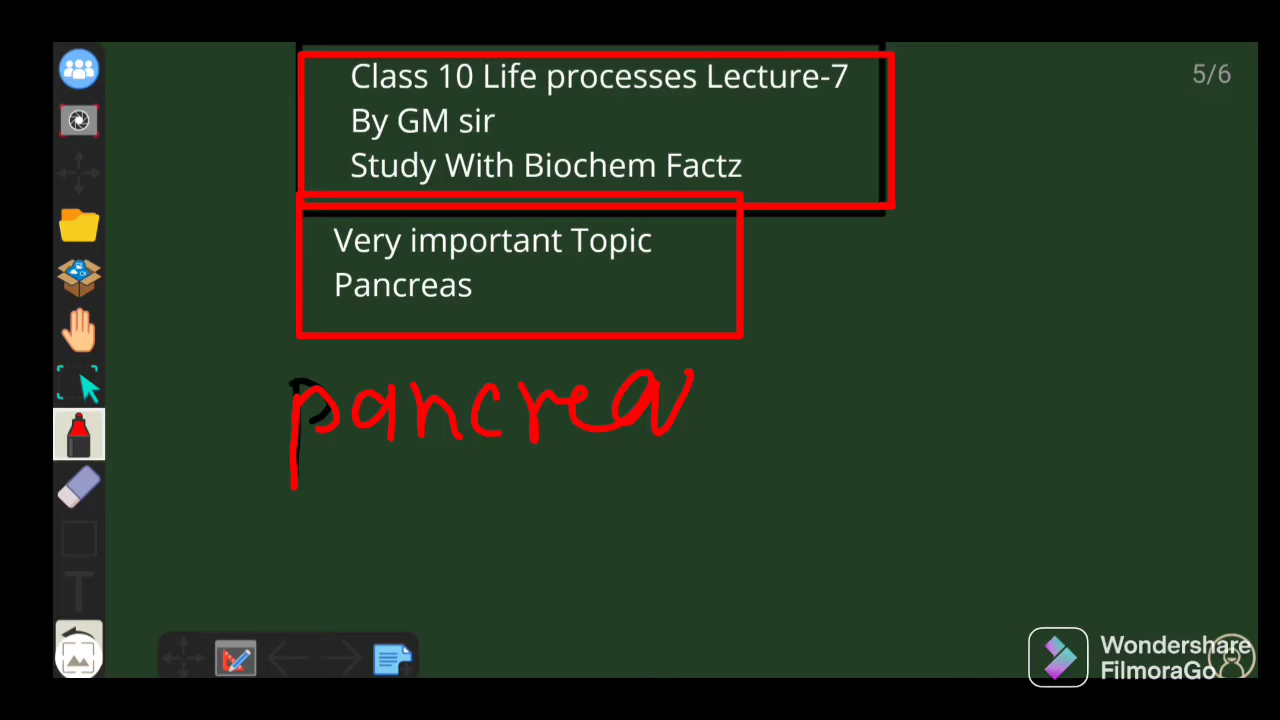 Class 10 Life processes Lecture-7
By GM sir
Study With Biochem Factz
5/6
Very important Topic
Pancreas
pancrea
T
Wondershare
FilmoraGo